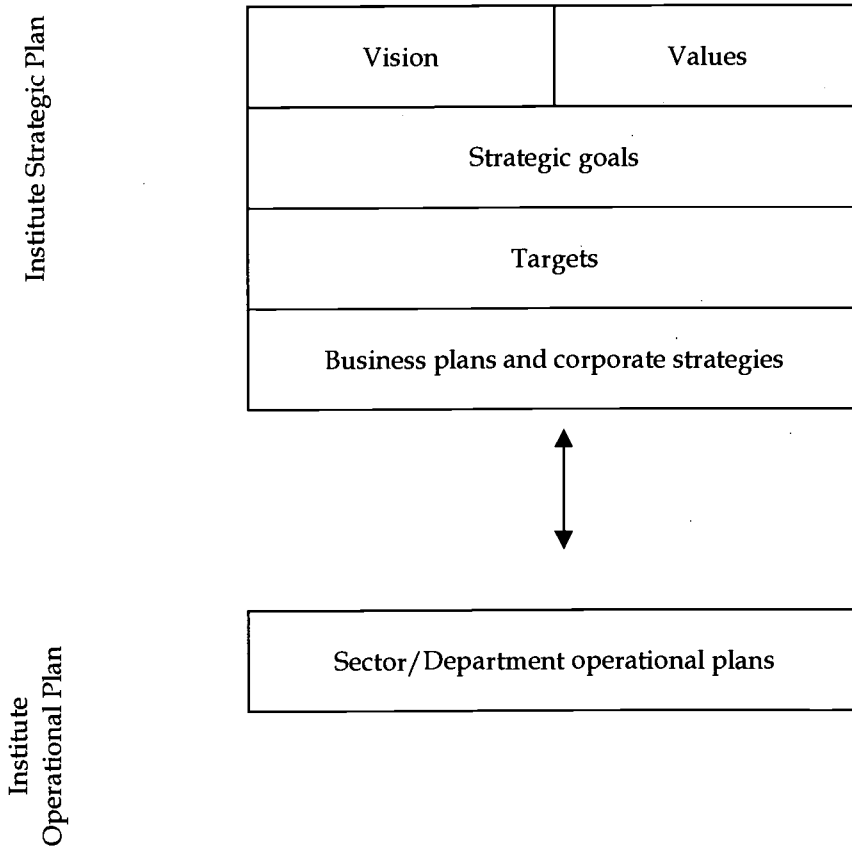 Institute Strategic Plan
Vision
Values
Strategic goals
Targets
Business plans and corporate strategies
Institute
Operational Plan
Sector/Department operational plans